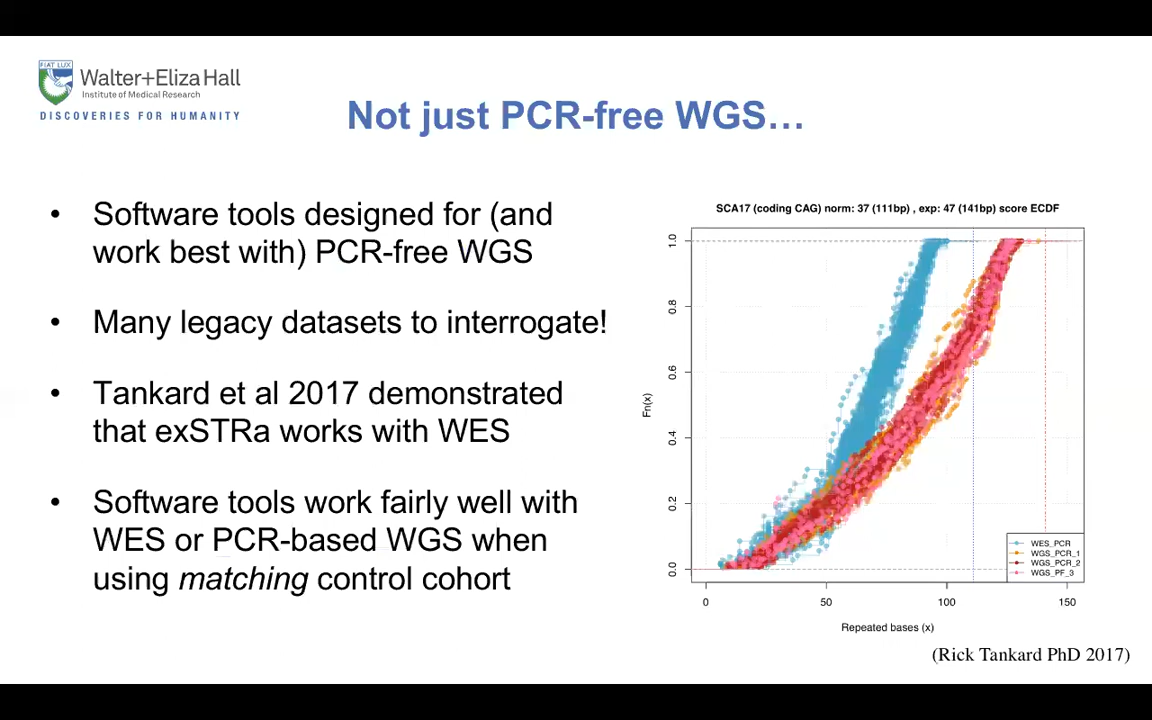 FIAT LUX
Walter+Eliza Hall
Institute of Medical Research
DISCOVERIES FOR HUMANITY
Not just PCR-free WGS…
• Software tools designed for (and
work best with) PCR-free WGS
• Many legacy datasets to interrogate!
• Tankard et al 2017 demonstrated
that exSTRa works with WES
• Software tools work fairly well with
WES or PCR-based WGS when
using matching control cohort
SCA17 (coding CAG) norm: 37 (111bp) , exp: 47 (141bp) score ECDF
Fn(x)
1.0
0.8
0.6
0.4
0.2
0.0
WES_PCR
WGS_PCR_1
WGS_PCR_2
WGS_PF_3
0 50 100 150
Repeated bases (x)
(Rick Tankard PhD 2017)